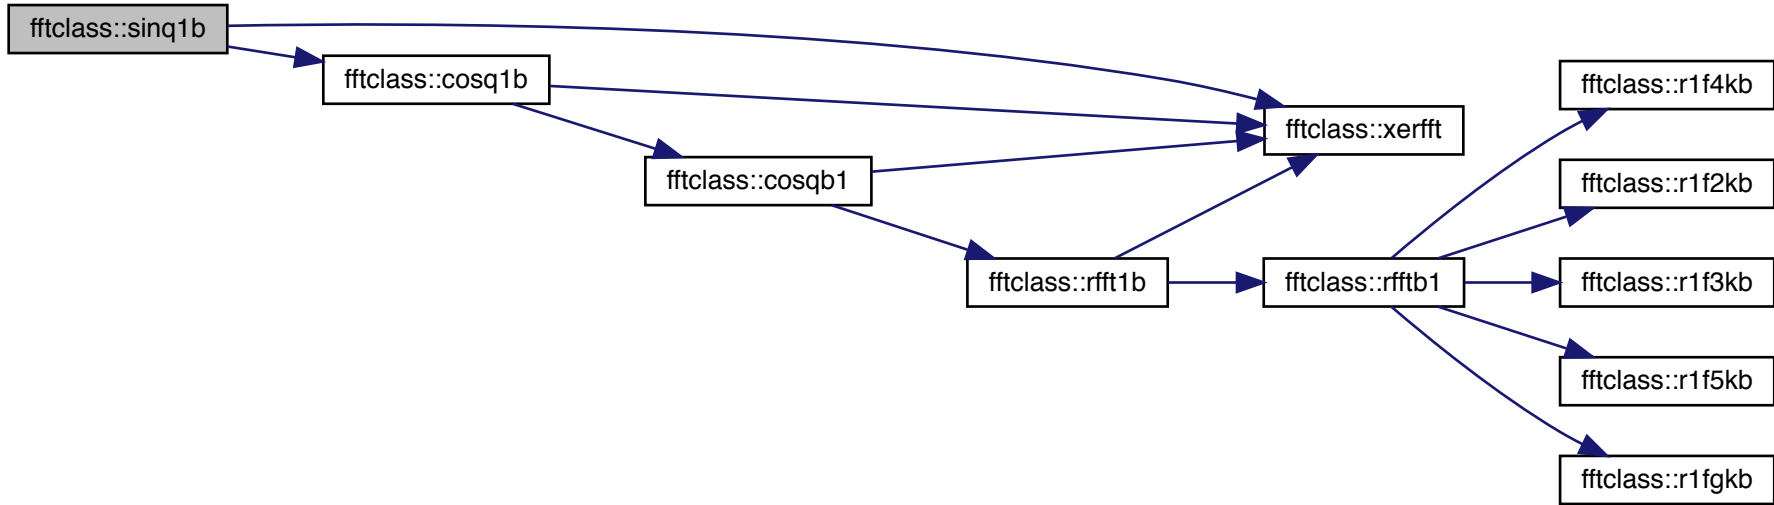 fftclass::sinq1b
fftclass::cosq1b
fftclass::cosqb1
fftclass::rfft1b
fftclass::xerfft
fftclass::rfftb1
fftclass::r1f4kb
fftclass::r1f2kb
fftclass::r1f3kb
fftclass::r1f5kb
fftclass::r1fgkb